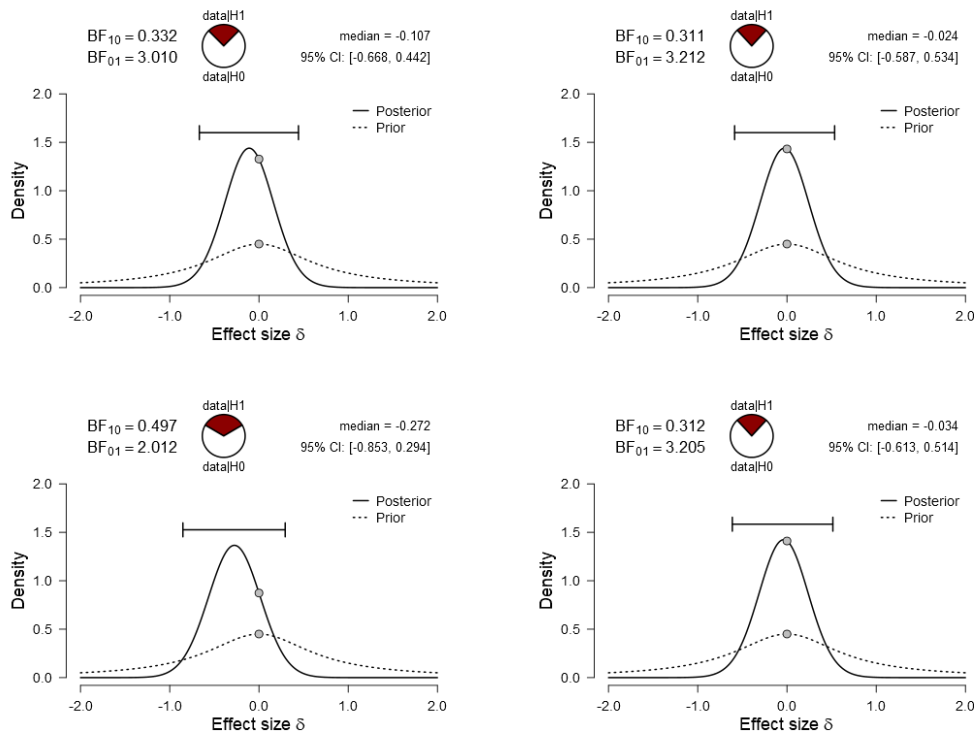 data|H1
BF10 = 0.332
BF01 = 3.010
median = -0.107
95% CI: [-0.668, 0.442]
data|H0
2.0
1.5
1.0
0.5
0.0
Density
Posterior
Prior
-2.0 -1.0 0.0 1.0 2.0
Effect size δ
data|H1
BF10 = 0.311
BF01 = 3.212
median = -0.024
95% CI: [-0.587, 0.534]
data|H0
2.0
1.5
1.0
0.5
0.0
Density
Posterior
Prior
-2.0 -1.0 0.0 1.0 2.0
Effect size δ
data|H1
BF10 = 0.497
BF01 = 2.012
median = -0.272
95% CI: [-0.853, 0.294]
data|H0
2.0
1.5
1.0
0.5
0.0
Density
Posterior
Prior
-2.0 -1.0 0.0 1.0 2.0
Effect size δ
data|H1
BF10 = 0.312
BF01 = 3.205
median = -0.034
95% CI: [-0.613, 0.514]
data|H0
2.0
1.5
1.0
0.5
0.0
Density
Posterior
Prior
-2.0 -1.0 0.0 1.0 2.0
Effect size δ